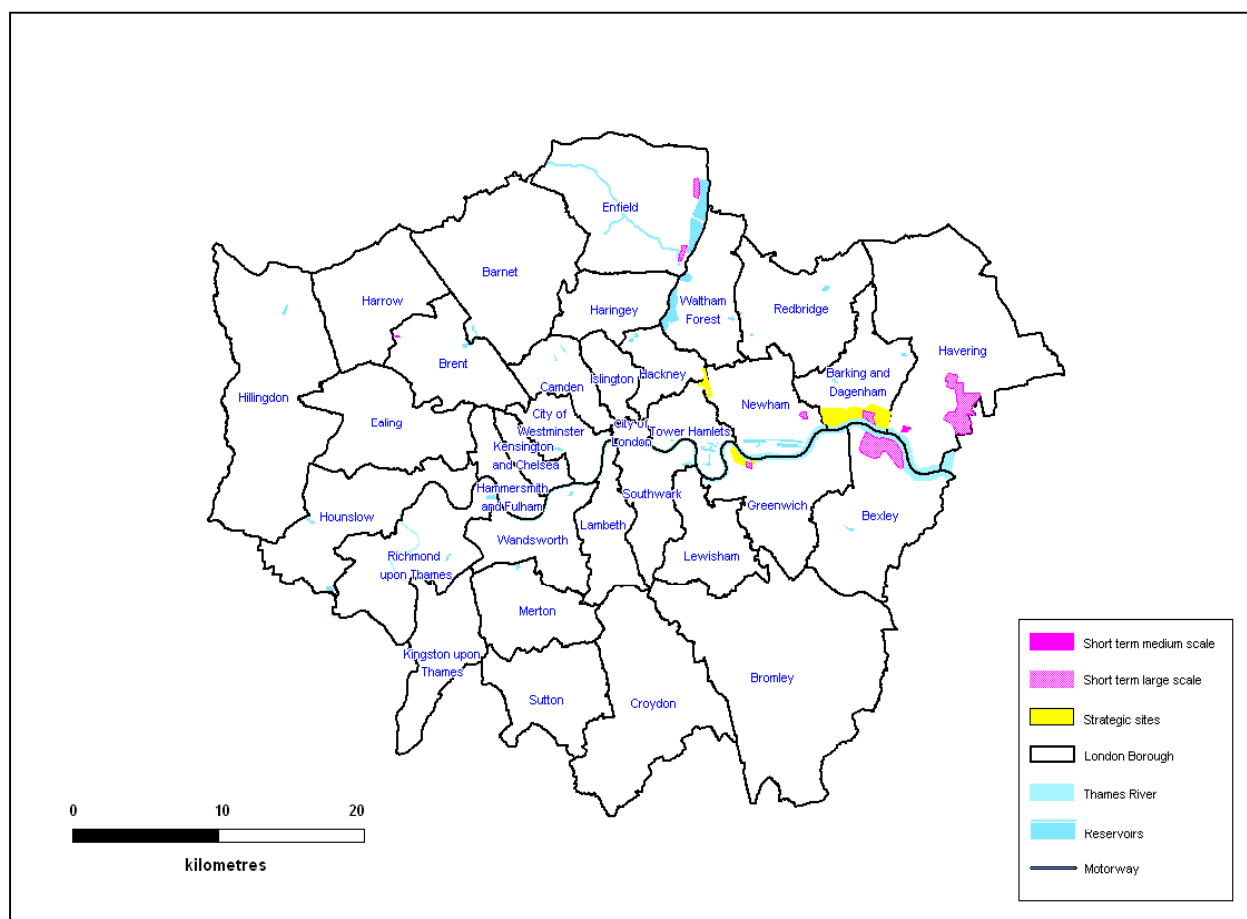 Enfield
Barnet
Harrow
Haringey
Waltham
Forest
Redbridge
Havering
Brent
Hillingdon
Camden
Islington
Hackney
Barking and
Dagenham
Newham
Ealing
City of
Westminster
City of
London
Tower Hamlets
Kensington
and Chelsea
Hammersmith
and Fulham
Hounslow
Southwark
Greenwich
Bexley
Lambeth
Wandsworth
Lewisham
Richmond
upon Thames
Merton
Kingston upon
Thames
Sutton
Croydon
Bromley
0 10 20
kilometres
Short term medium scale
Short term large scale
Strategic sites
London Borough
Thames River
Reservoirs
Motorway